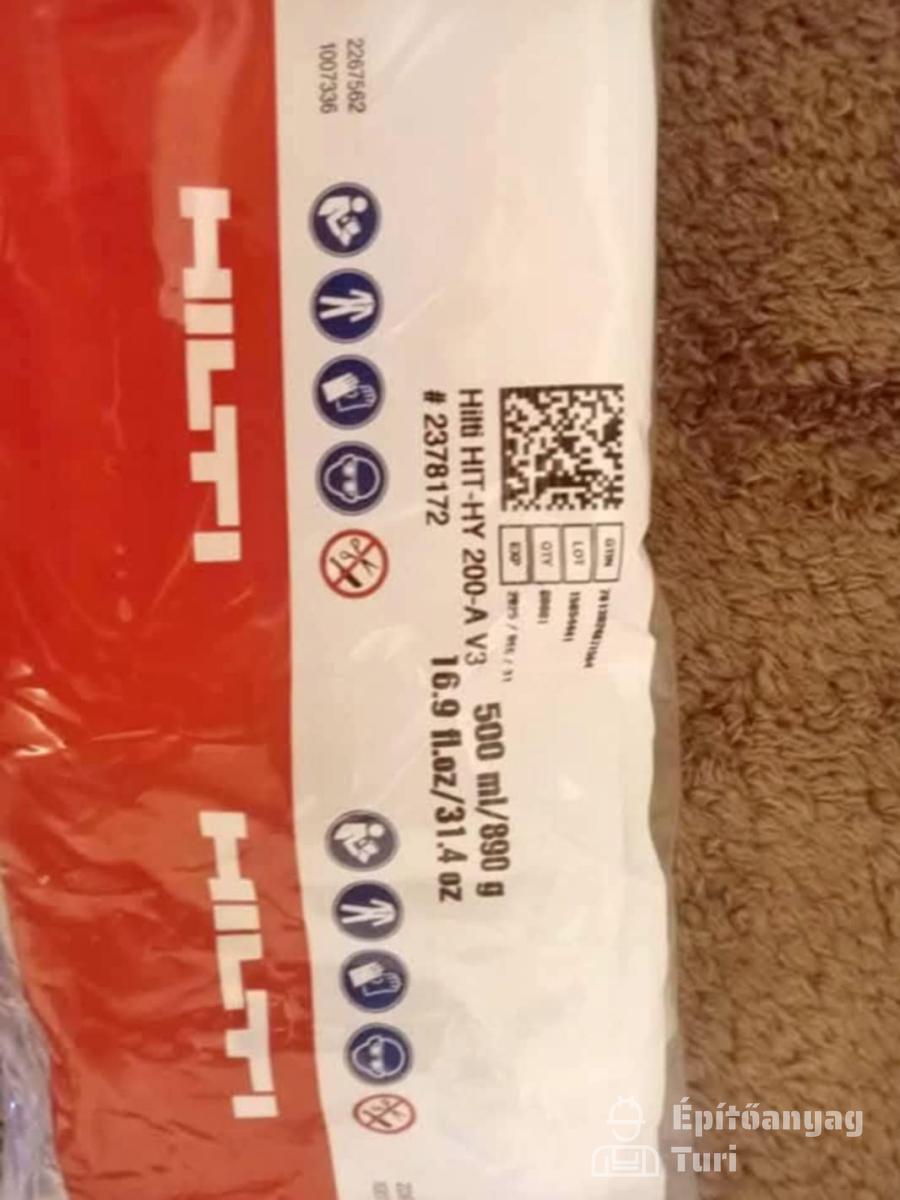 2267562
1007336
HILTI
HILTI
GTIN
LOT
QTY
EXP
Hilti HIT-HY 200-A V3
# 2378172
500 ml/890 g
16.9 fl.oz/31.4 oz
Építőanyag
Turi